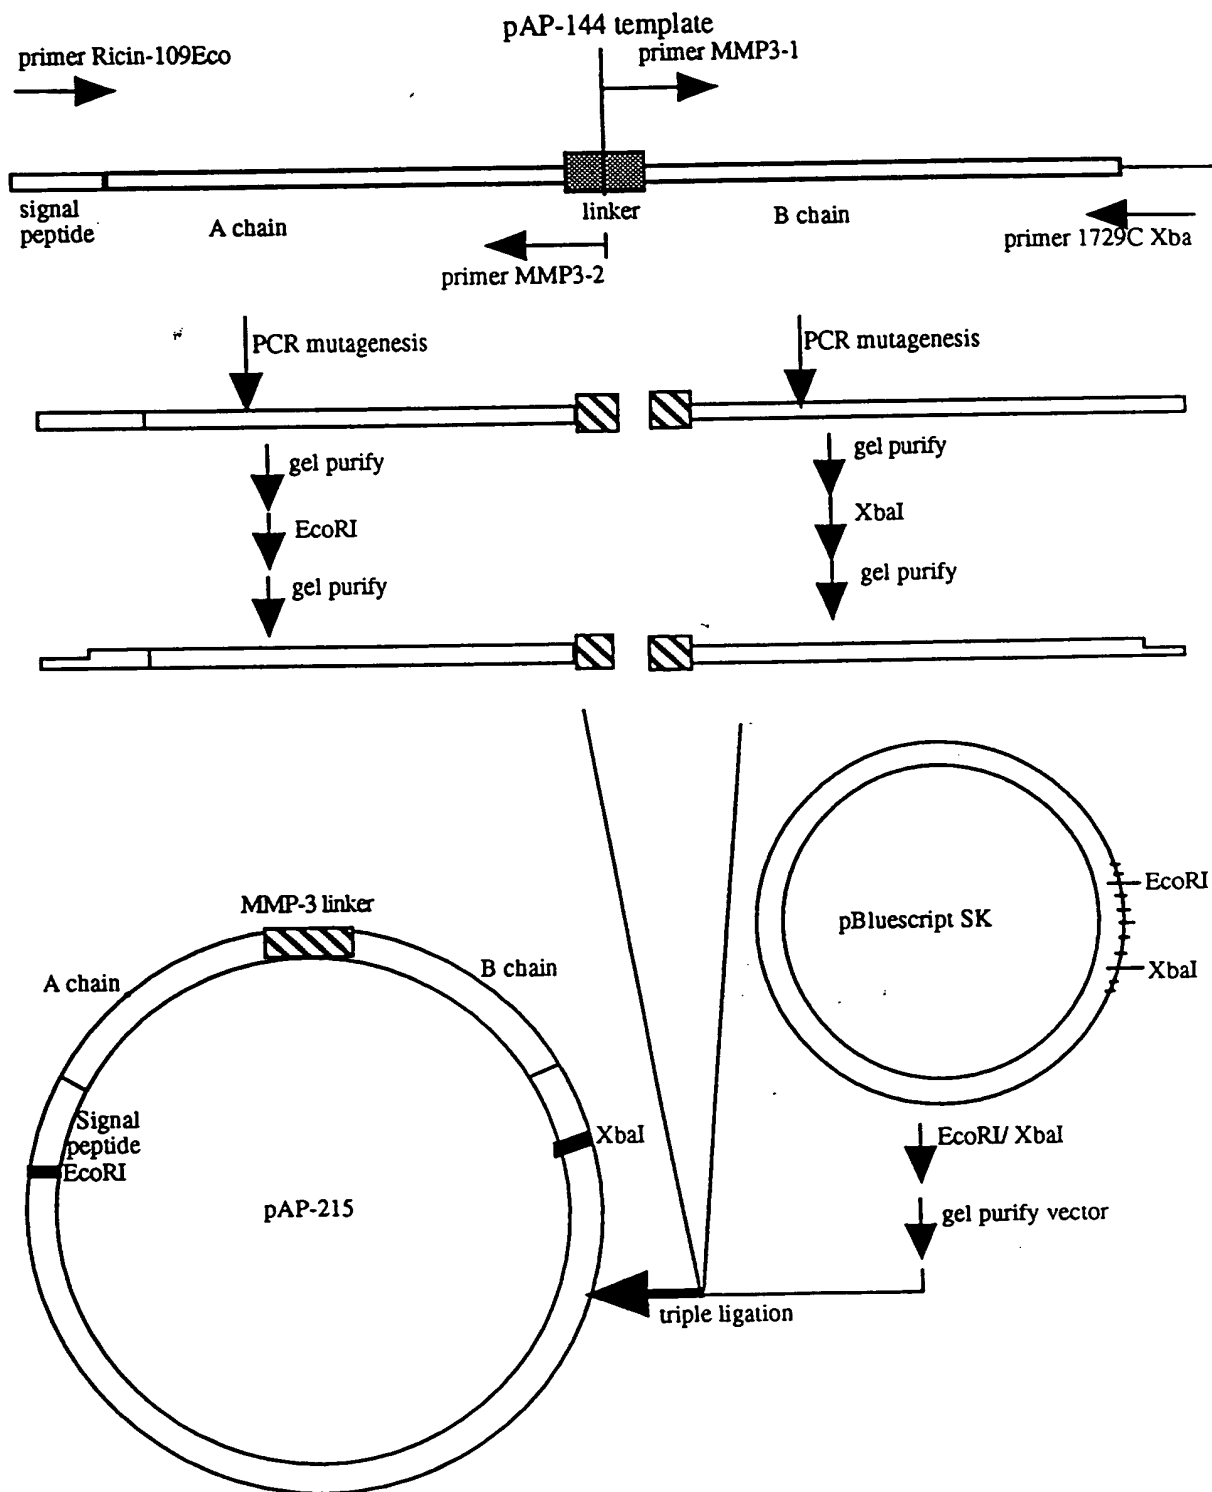 pAP-144 template
primer Ricin-109Eco
primer MMP3-1
signal
peptide
A chain
linker
B chain
primer MMP3-2
primer 1729C Xba
PCR mutagenesis
PCR mutagenesis
gel purify
gel purify
EcoRI
XbaI
gel purify
gel purify
MMP-3 linker
A chain
B chain
EcoRI
pBluescript SK
XbaI
Signal
peptide
EcoRI
XbaI
pAP-215
EcoRI/ XbaI
gel purify vector
triple ligation